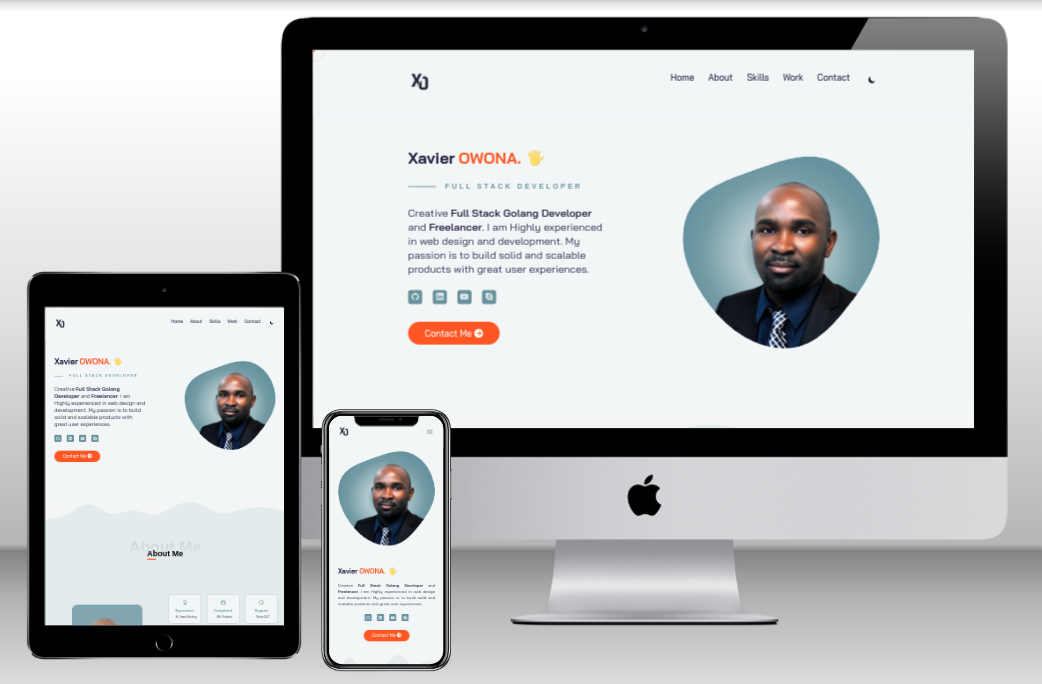 XO
Home About Skills Work Contact
Xavier OWONA. 🖐
FULL STACK DEVELOPER
Creative Full Stack Golang Developer
and Freelancer. I am Highly experienced
in web design and development. My
passion is to build solid and scalable
products with great user experiences.
Contact Me
XO
Home About Skills Work Contact
Xavier OWONA. 🖐
FULL STACK DEVELOPER
Creative Full Stack Golang
Developer and Freelancer. I am
Highly experienced in web design and
development. My passion is to build
solid and scalable products with
great user experiences.
Contact Me
About Me
About Me
Experience
Completed
Support
XO
Xavier OWONA. 🖐
Creative Full Stack Golang Developer and
Freelancer. I am Highly experienced in web design
and development. My passion is to build solid and
scalable products with great user experiences.
Contact Me